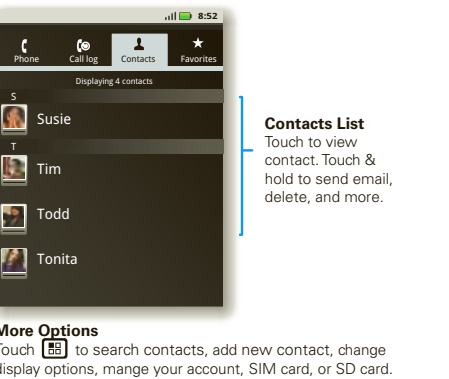 8:52
Phone Call log Contacts Favorites
Displaying 4 contacts
S
Susie
T
Tim
Todd
Tonita
Contacts List
Touch to view
contact. Touch &
hold to send email,
delete, and more.
More Options
Touch to search contacts, add new contact, change
display options, mange your account, SIM card, or SD card.